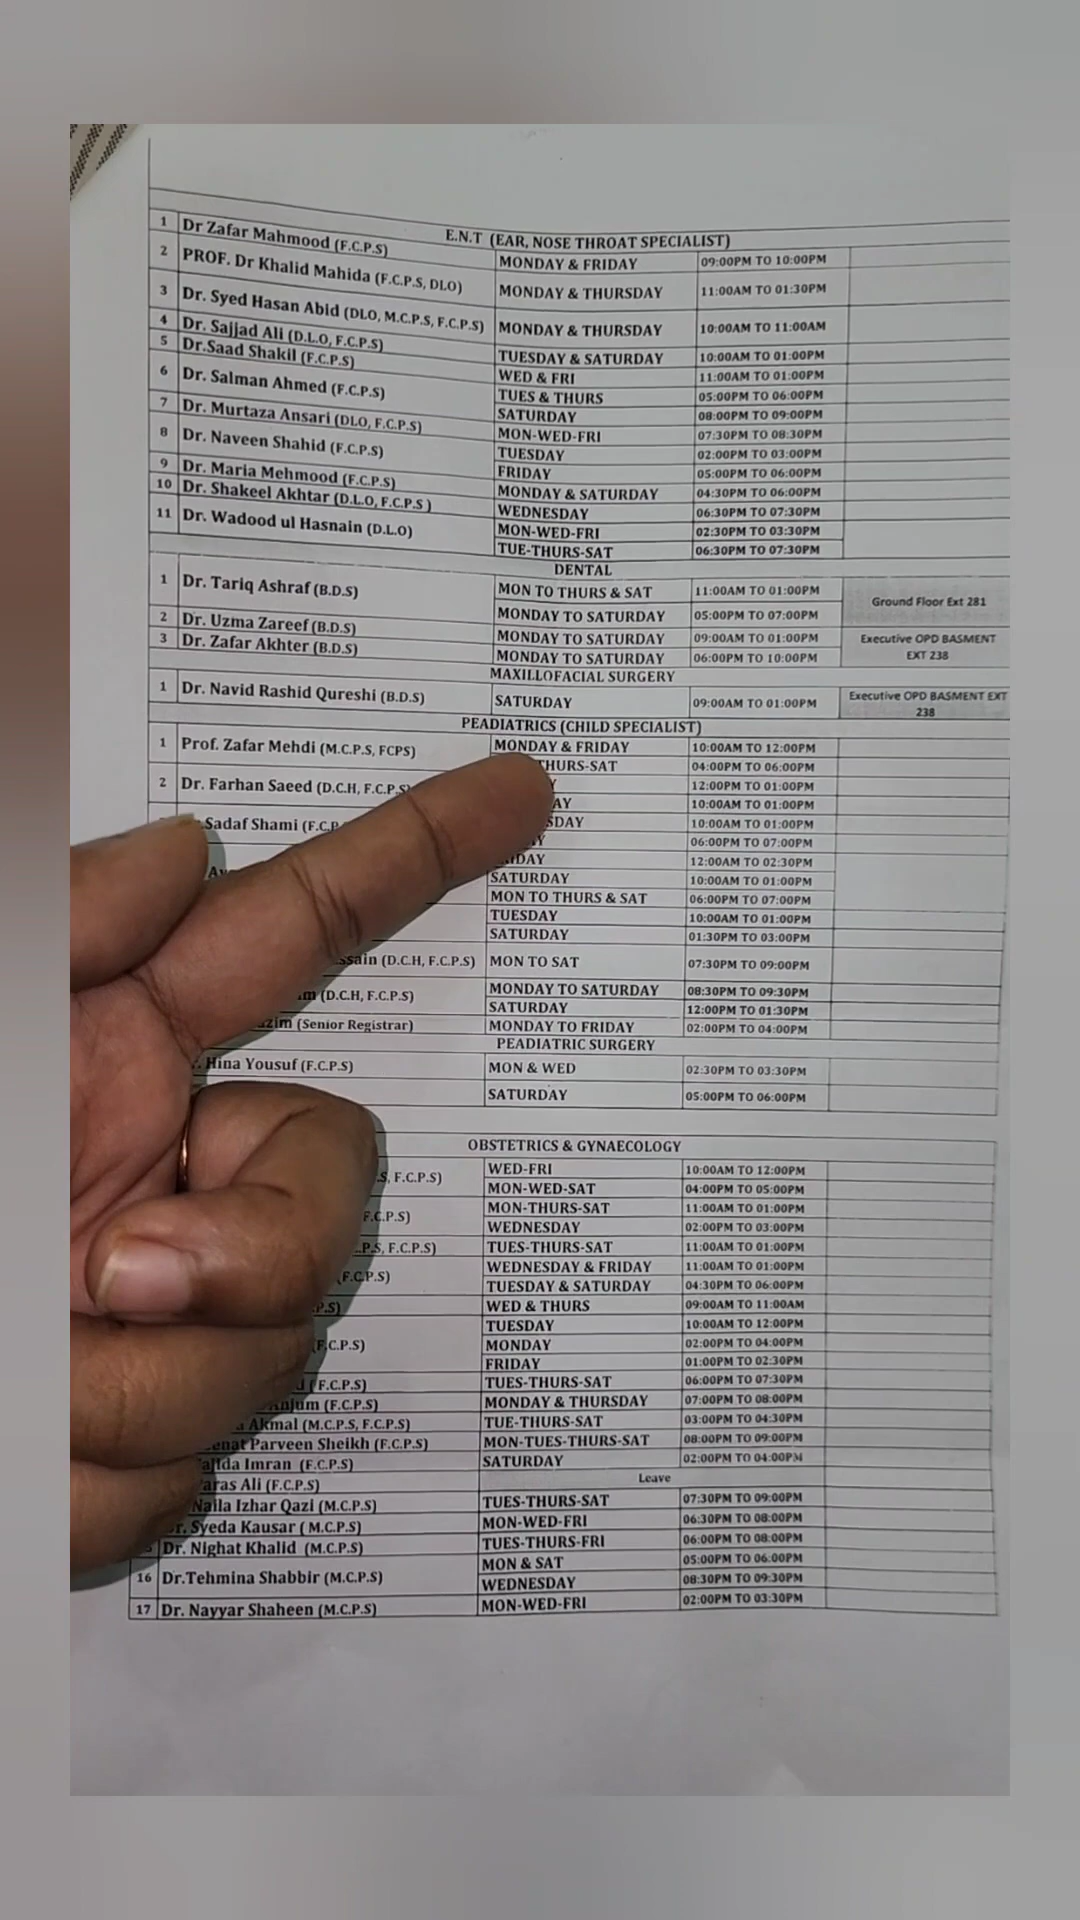 E.N.T (EAR, NOSE THROAT SPECIALIST)
1 Dr Zafar Mahmood (F.C.P.S) MONDAY & FRIDAY 09:00PM TO 10:00PM
2 PROF. Dr Khalid Mahida (F.C.P.S, DLO) MONDAY & THURSDAY 11:00AM TO 01:30PM
3 Dr. Syed Hasan Abid (DLO, M.C.P.S, F.C.P.S) MONDAY & THURSDAY 10:00AM TO 11:00AM
4 Dr. Sajjad Ali (D.L.O, F.C.P.S) TUESDAY & SATURDAY 10:00AM TO 01:00PM
5 Dr.Saad Shakil (F.C.P.S) WED & FRI 11:00AM TO 01:00PM
6 Dr. Salman Ahmed (F.C.P.S) TUES & THURS 05:00PM TO 06:00PM
SATURDAY 08:00PM TO 09:00PM
7 Dr. Murtaza Ansari (DLO, F.C.P.S) MON-WED-FRI 07:30PM TO 08:30PM
8 Dr. Naveen Shahid (F.C.P.S) TUESDAY 02:00PM TO 03:00PM
FRIDAY 05:00PM TO 06:00PM
9 Dr. Maria Mehmood (F.C.P.S) MONDAY & SATURDAY 04:30PM TO 06:00PM
10 Dr. Shakeel Akhtar (D.L.O, F.C.P.S ) WEDNESDAY 06:30PM TO 07:30PM
11 Dr. Wadood ul Hasnain (D.L.O) MON-WED-FRI 02:30PM TO 03:30PM
TUE-THURS-SAT 06:30PM TO 07:30PM
DENTAL
1 Dr. Tariq Ashraf (B.D.S) MON TO THURS & SAT 11:00AM TO 01:00PM Ground Floor Ext 281
MONDAY TO SATURDAY 05:00PM TO 07:00PM
2 Dr. Uzma Zareef (B.D.S) MONDAY TO SATURDAY 09:00AM TO 01:00PM Executive OPD BASMENT
3 Dr. Zafar Akhter (B.D.S) MONDAY TO SATURDAY 06:00PM TO 10:00PM EXT 238
MAXILLOFACIAL SURGERY
1 Dr. Navid Rashid Qureshi (B.D.S) SATURDAY 09:00AM TO 01:00PM Executive OPD BASMENT EXT
238
PEADIATRICS (CHILD SPECIALIST)
1 Prof. Zafar Mehdi (M.C.P.S, FCPS) MONDAY & FRIDAY 10:00AM TO 12:00PM
THURS-SAT 04:00PM TO 06:00PM
2 Dr. Farhan Saeed (D.C.H, F.C.P.S) 12:00PM TO 01:00PM
10:00AM TO 01:00PM
Sadaf Shami 10:00AM TO 01:00PM
06:00PM TO 07:00PM
12:00AM TO 02:30PM
SATURDAY 10:00AM TO 01:00PM
MON TO THURS & SAT 06:00PM TO 07:00PM
TUESDAY 10:00AM TO 01:00PM
SATURDAY 01:30PM TO 03:00PM
(D.C.H, F.C.P.S) MON TO SAT 07:30PM TO 09:00PM
(D.C.H, F.C.P.S) MONDAY TO SATURDAY 08:30PM TO 09:30PM
SATURDAY 12:00PM TO 01:30PM
(Senior Registrar) MONDAY TO FRIDAY 02:00PM TO 04:00PM
PEADIATRIC SURGERY
Hina Yousuf (F.C.P.S) MON & WED 02:30PM TO 03:30PM
SATURDAY 05:00PM TO 06:00PM
OBSTETRICS & GYNAECOLOGY
F.C.P.S) WED-FRI 10:00AM TO 12:00PM
MON-WED-SAT 04:00PM TO 05:00PM
F.C.P.S) MON-THURS-SAT 11:00AM TO 01:00PM
WEDNESDAY 02:00PM TO 03:00PM
F.C.P.S) TUES-THURS-SAT 11:00AM TO 01:00PM
(F.C.P.S) WEDNESDAY & FRIDAY 11:00AM TO 01:00PM
TUESDAY & SATURDAY 04:30PM TO 06:00PM
WED & THURS 09:00AM TO 11:00AM
TUESDAY 10:00AM TO 12:00PM
F.C.P.S) MONDAY 02:00PM TO 04:00PM
FRIDAY 01:00PM TO 02:30PM
(F.C.P.S) TUES-THURS-SAT 06:00PM TO 07:30PM
Anjum (F.C.P.S) MONDAY & THURSDAY 07:00PM TO 08:00PM
Akmal (M.C.P.S, F.C.P.S) TUE-THURS-SAT 03:00PM TO 04:30PM
Parveen Sheikh (F.C.P.S) MON-TUES-THURS-SAT 08:00PM TO 09:00PM
Imran (F.C.P.S) SATURDAY 02:00PM TO 04:00PM
Ali (F.C.P.S) Leave
Naila Izhar Qazi (M.C.P.S) TUES-THURS-SAT 07:30PM TO 09:00PM
Dr. Syeda Kausar ( M.C.P.S) MON-WED-FRI 06:30PM TO 08:00PM
Dr. Nighat Khalid (M.C.P.S) TUES-THURS-FRI 06:00PM TO 08:00PM
16 Dr.Tehmina Shabbir (M.C.P.S) MON & SAT 05:00PM TO 06:00PM
WEDNESDAY 08:30PM TO 09:30PM
17 Dr. Nayyar Shaheen (M.C.P.S) MON-WED-FRI 02:00PM TO 03:30PM